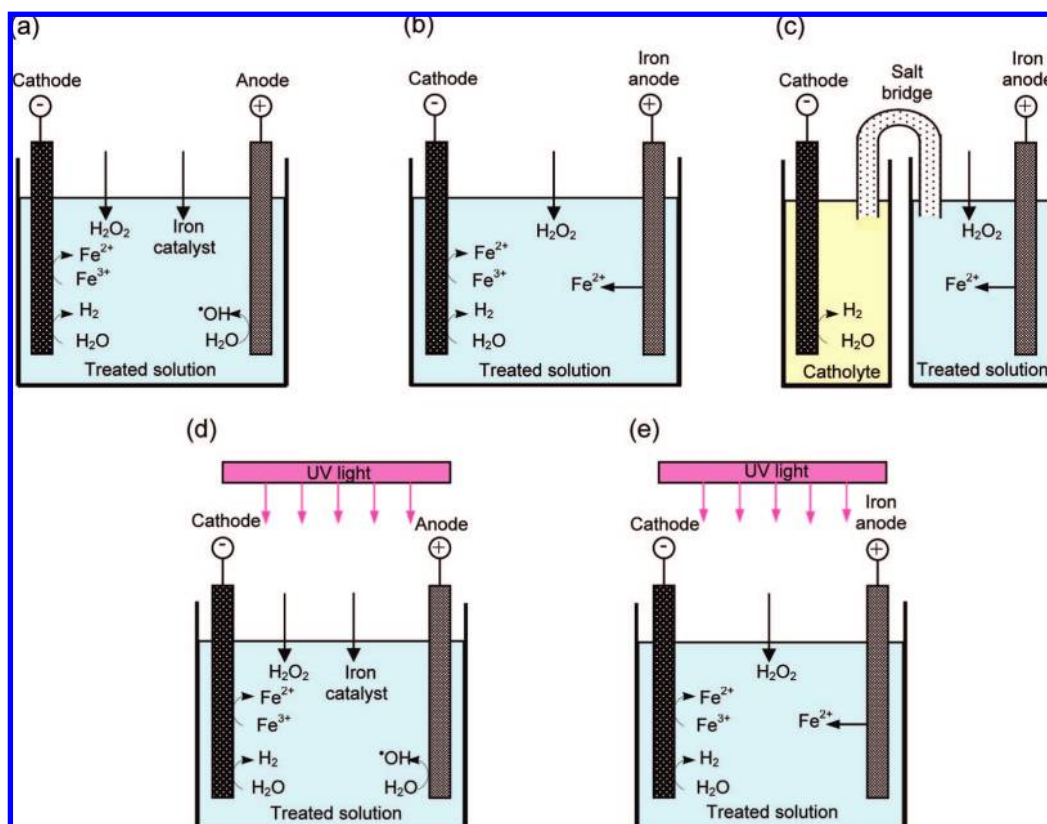 (a)
Cathode
Anode
-
+
H₂O₂
Iron
catalyst
Fe²⁺
Fe³⁺
H₂
H₂O
•OH
H₂O
Treated solution
(b)
Cathode
Iron
anode
-
+
H₂O₂
Fe²⁺
Fe³⁺
Fe²⁺
H₂
H₂O
Treated solution
(c)
Cathode
Salt
bridge
Iron
anode
-
+
H₂O₂
Fe²⁺
H₂
H₂O
Catholyte
Treated solution
(d)
UV light
Cathode
Anode
-
+
H₂O₂
Iron
catalyst
Fe²⁺
Fe³⁺
H₂
H₂O
•OH
H₂O
Treated solution
(e)
UV light
Cathode
Iron
anode
-
+
H₂O₂
Fe²⁺
Fe³⁺
Fe²⁺
H₂
H₂O
Treated solution